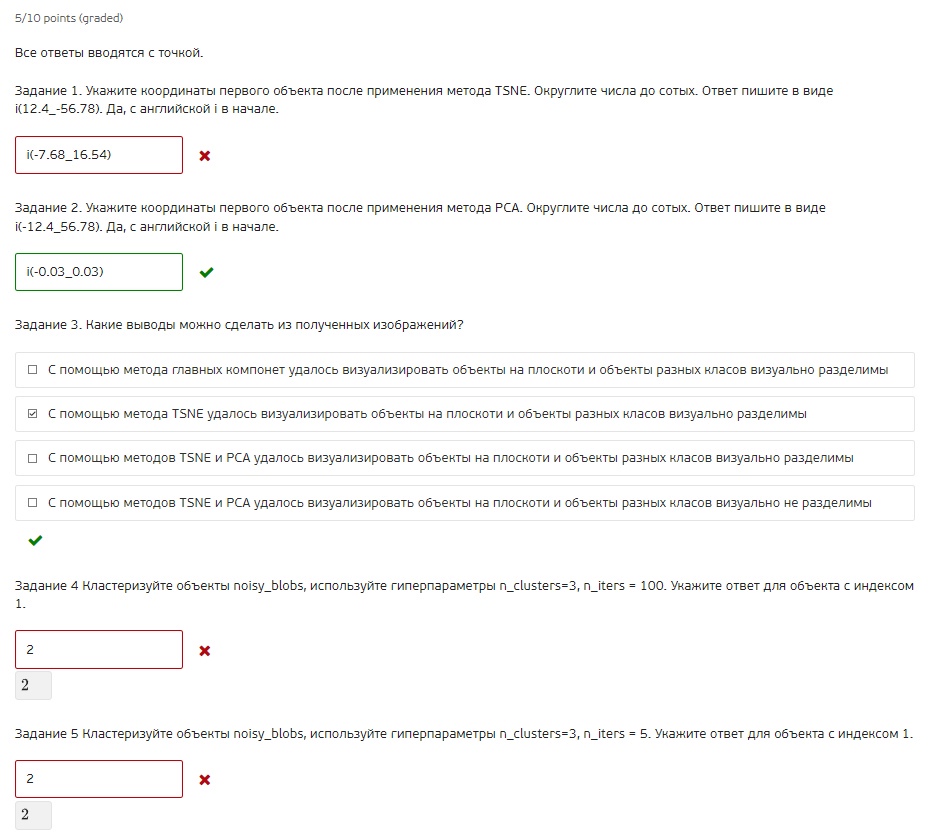 5/10 points (graded)
Все ответы вводятся с точкой.
Задание 1. Укажите координаты первого объекта после применения метода TSNE. Округлите числа до сотых. Ответ пишите в виде
i(12.4_-56.78). Да, с английской i в начале.
i(-7.68_16.54)
Задание 2. Укажите координаты первого объекта после применения метода PCA. Округлите числа до сотых. Ответ пишите в виде
i(-12.4_56.78). Да, с английской i в начале.
i(-0.03_0.03)
Задание 3. Какие выводы можно сделать из полученных изображений?
С помощью метода главных компонет удалось визуализировать объекты на плоскоти и объекты разных класов визуально разделимы
С помощью метода TSNE удалось визуализировать объекты на плоскоти и объекты разных класов визуально разделимы
С помощью методов TSNE и PCA удалось визуализировать объекты на плоскоти и объекты разных класов визуально разделимы
С помощью методов TSNE и PCA удалось визуализировать объекты на плоскоти и объекты разных класов визуально не разделимы
Задание 4 Кластеризуйте объекты noisy_blobs, используйте гиперпараметры n_clusters=3, n_iters = 100. Укажите ответ для объекта с индексом
1.
2
2
Задание 5 Кластеризуйте объекты noisy_blobs, используйте гиперпараметры n_clusters=3, n_iters = 5. Укажите ответ для объекта с индексом 1.
2
2